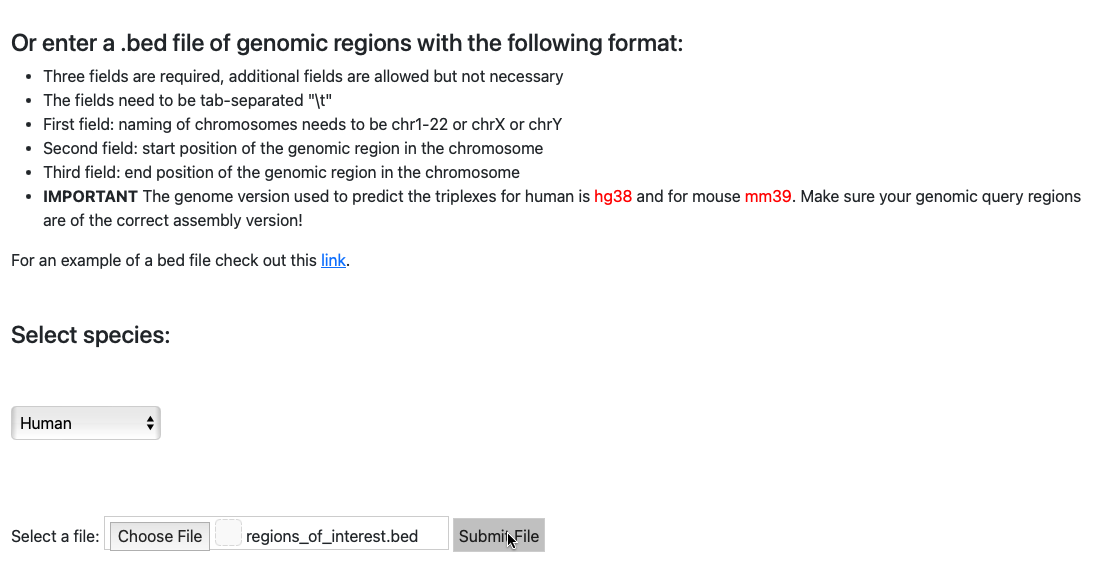 Or enter a .bed file of genomic regions with the following format:
• Three fields are required, additional fields are allowed but not necessary
• The fields need to be tab-separated "\t"
• First field: naming of chromosomes needs to be chr1-22 or chrX or chrY
• Second field: start position of the genomic region in the chromosome
• Third field: end position of the genomic region in the chromosome
• IMPORTANT The genome version used to predict the triplexes for human is hg38 and for mouse mm39. Make sure your genomic query regions
are of the correct assembly version!
For an example of a bed file check out this link.
Select species:
Human
Select a file: Choose File regions_of_interest.bed Submit File